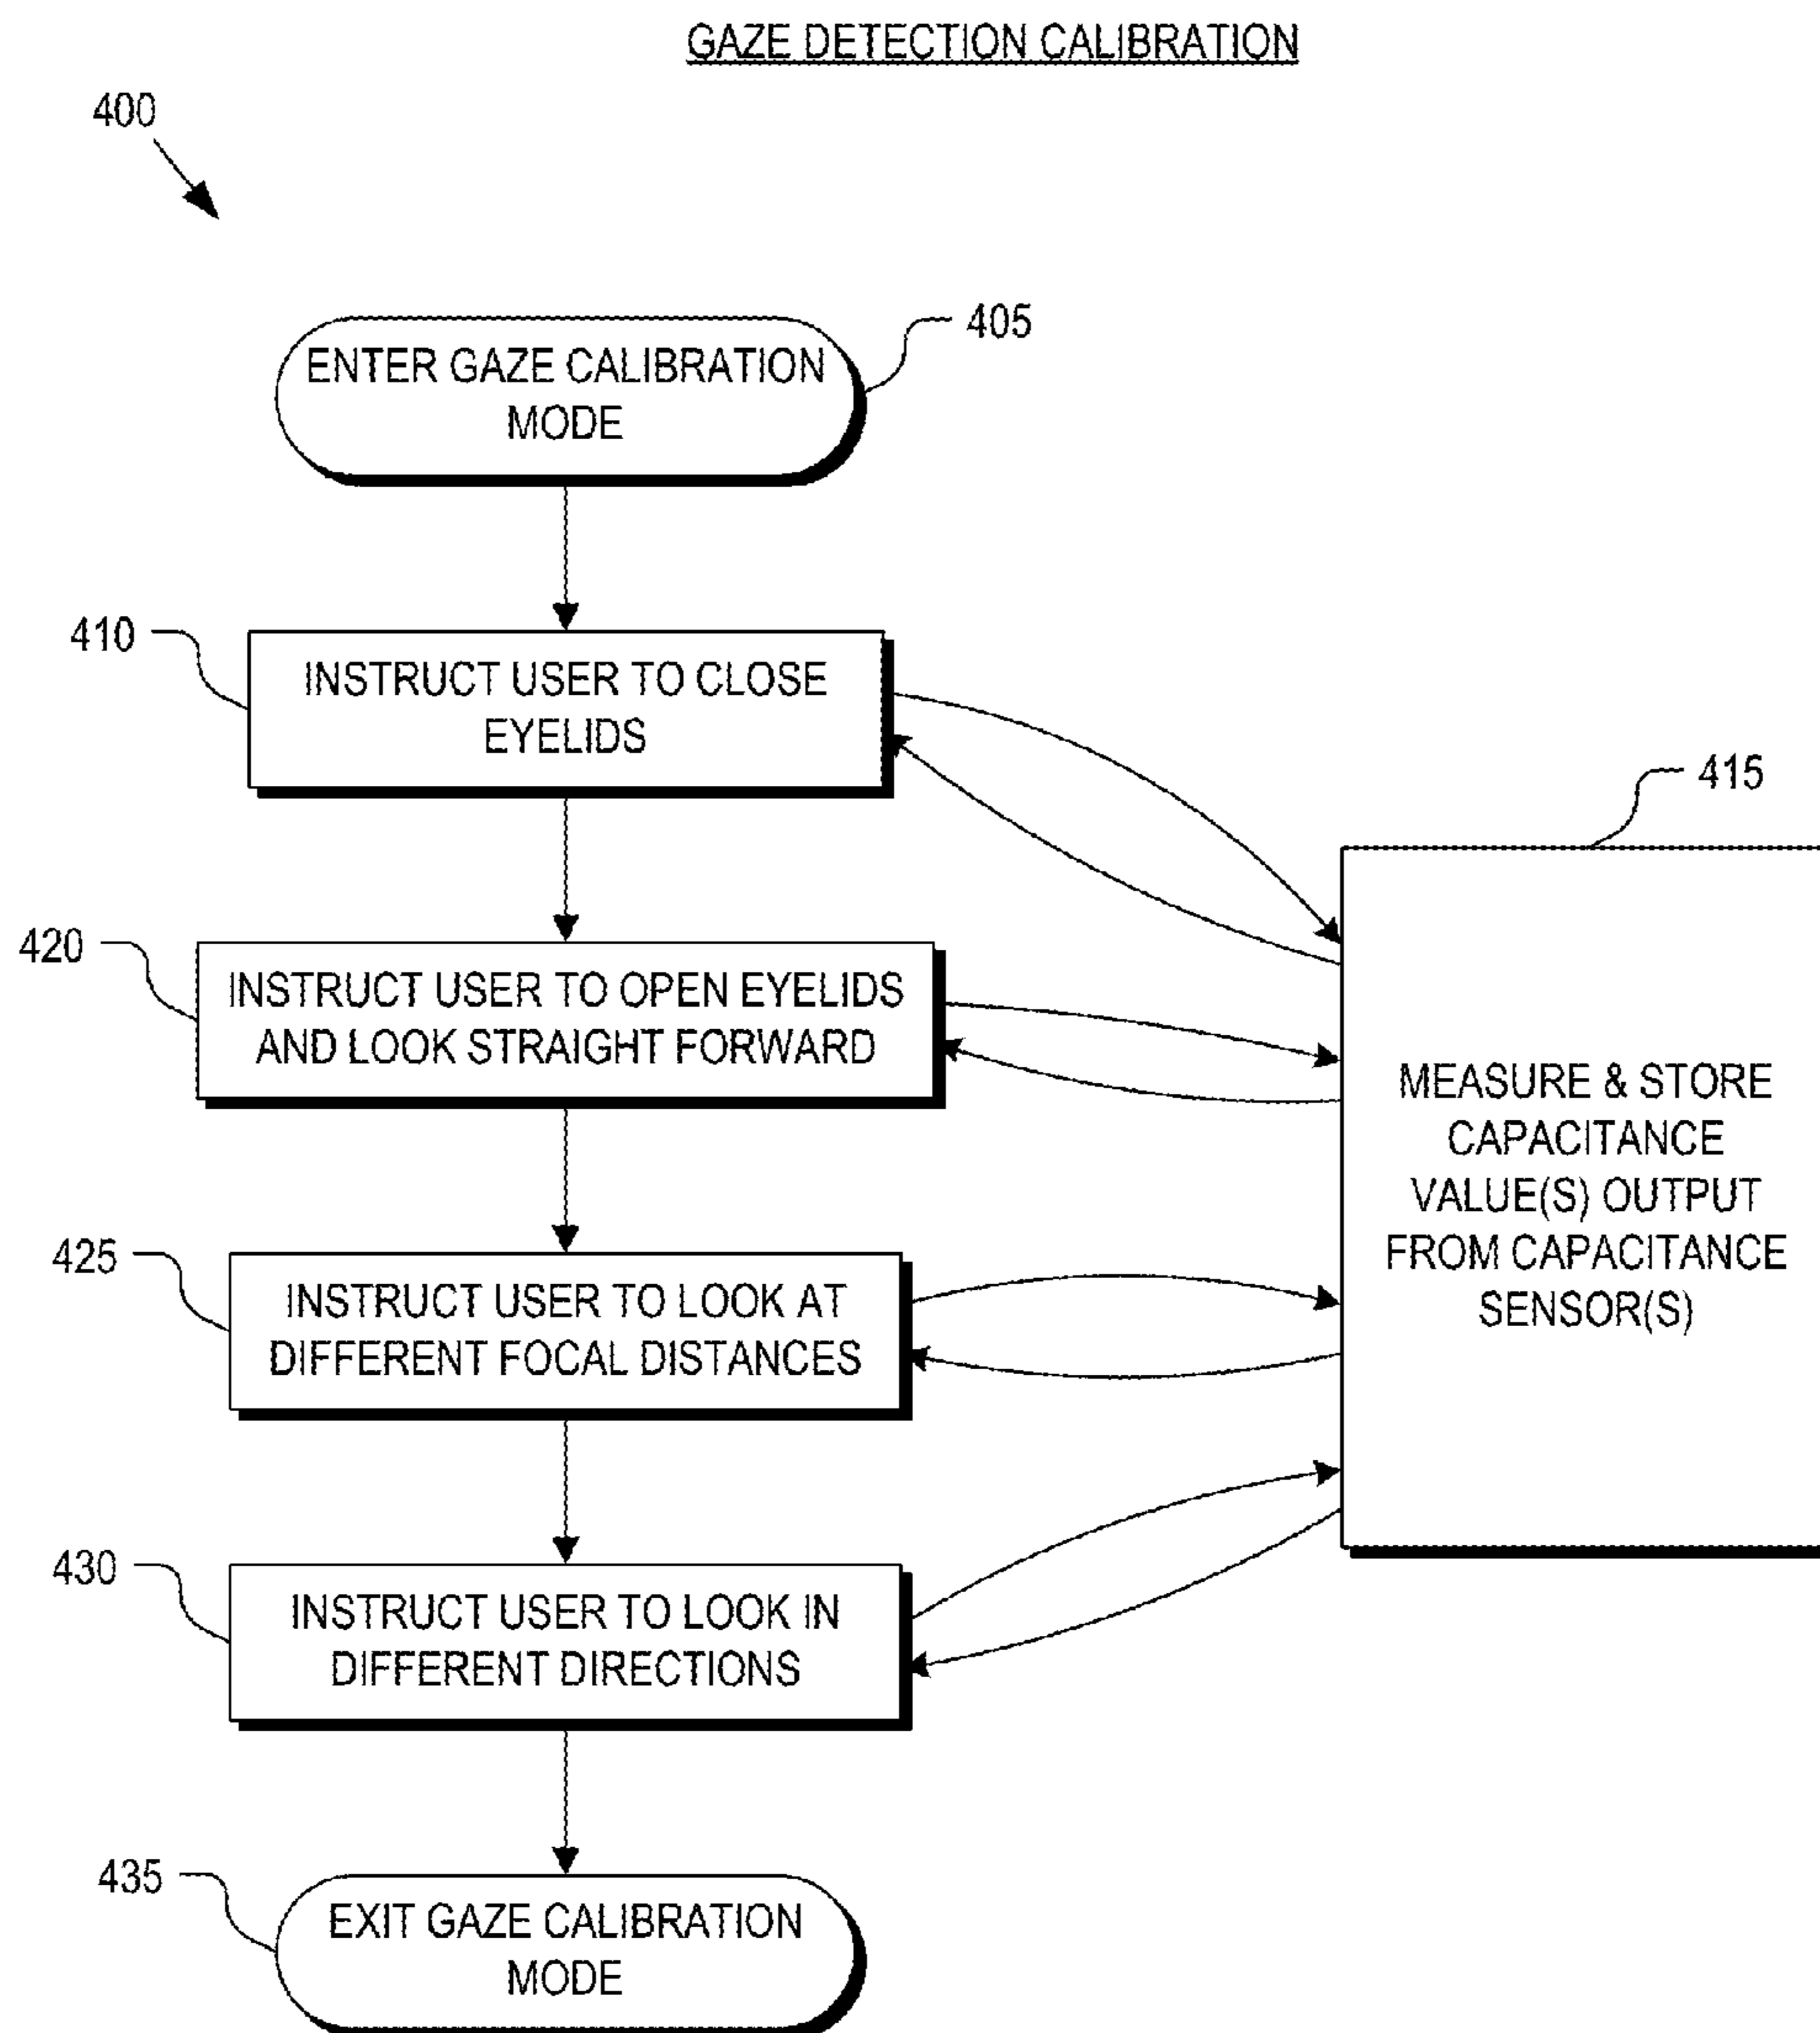 GAZE DETECTION CALIBRATION
400
405
ENTER GAZE CALIBRATION
MODE
410
INSTRUCT USER TO CLOSE
EYELIDS
415
420
INSTRUCT USER TO OPEN EYELIDS
AND LOOK STRAIGHT FORWARD
MEASURE & STORE
CAPACITANCE
VALUE(S) OUTPUT
FROM CAPACITANCE
SENSOR(S)
425
INSTRUCT USER TO LOOK AT
DIFFERENT FOCAL DISTANCES
430
INSTRUCT USER TO LOOK IN
DIFFERENT DIRECTIONS
435
EXIT GAZE CALIBRATION
MODE